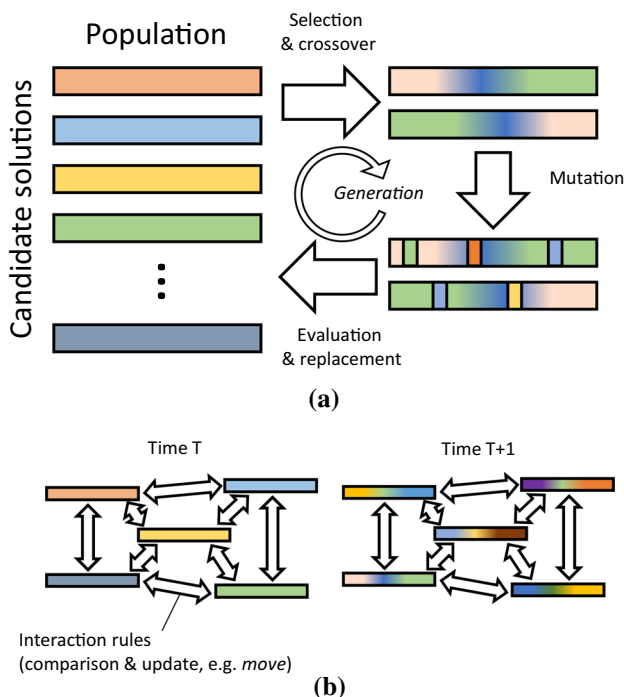 Population
Candidate solutions
Selection
& crossover
Generation
Mutation
Evaluation
& replacement
(a)
Time T
Time T+1
Interaction rules
(comparison & update, e.g. move)
(b)